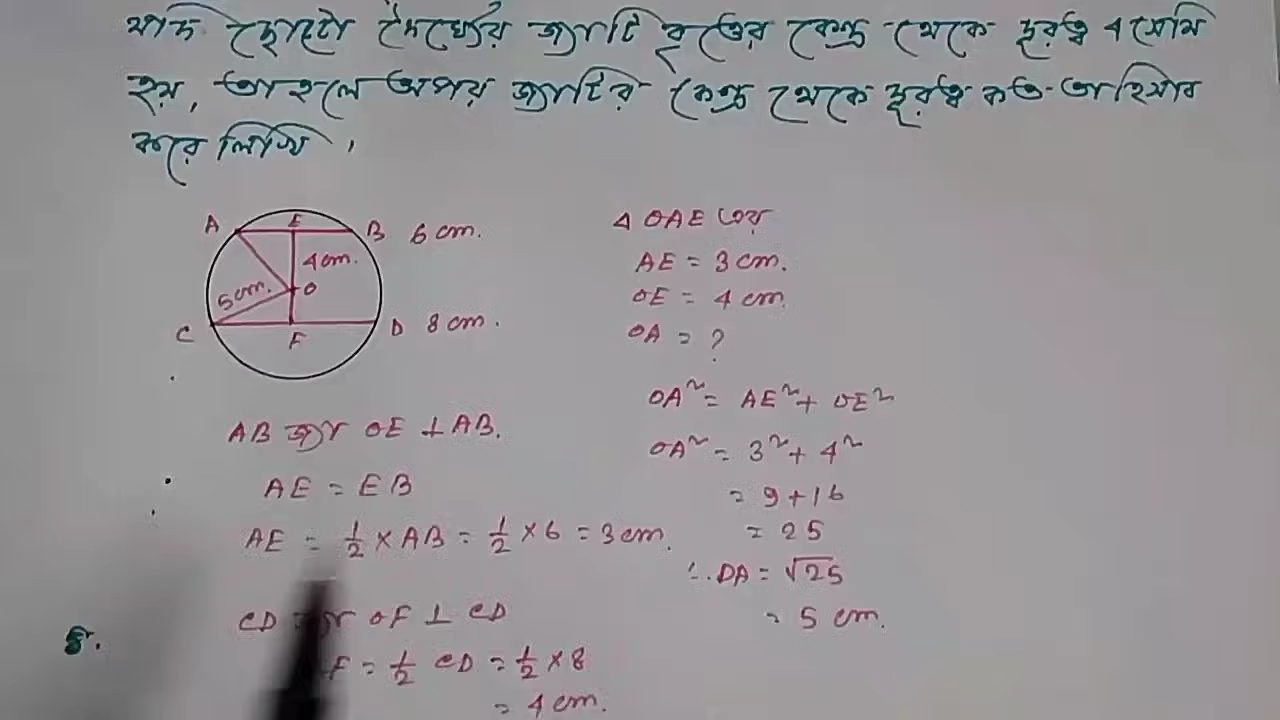 যদি ছোটো দৈর্ঘ্যের জ্যাটি বৃত্তের কেন্দ্র থেকে দূরত্ব 4 সেমি
হয়, তাহলে অপর জ্যাটির কেন্দ্র থেকে দূরত্ব কত তা হিসাব
করে লিখি।
A E B 6 cm.
4 cm.
5 cm. O
C F D 8 cm.
AB জ্যা OE ⊥ AB.
AE = EB
AE = 1/2 × AB = 1/2 × 6 = 3 cm.
CD OF ⊥ CD
F = 1/2 CD = 1/2 × 8
= 4 cm.
8.
Δ OAE এর
AE = 3 cm.
OE = 4 cm.
OA = ?
OA² = AE² + OE²
OA² = 3² + 4²
= 9 + 16
= 25
∴ OA = √25
= 5 cm.